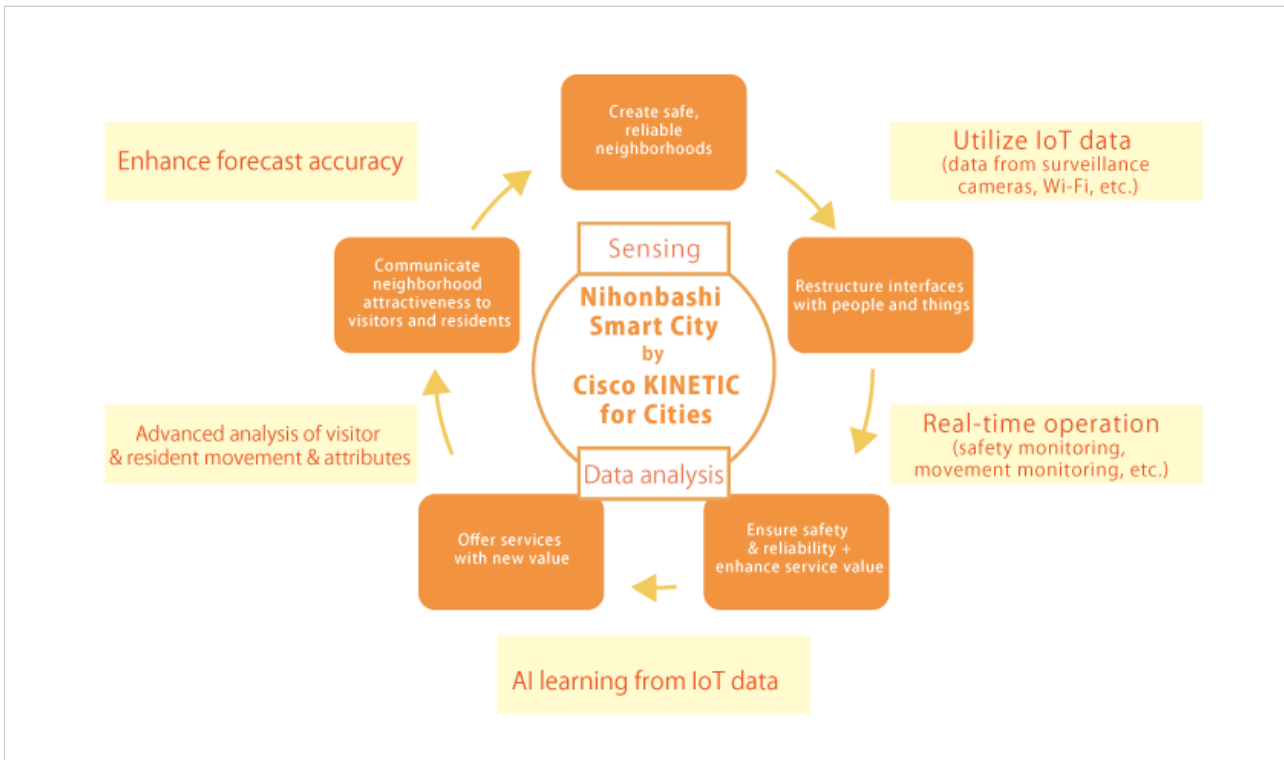 Create safe,
reliable
neighborhoods
Enhance forecast accuracy
Utilize IoT data
(data from surveillance
cameras, Wi-Fi, etc.)
Sensing
Communicate
neighborhood
attractiveness to
visitors and residents
Restructure interfaces
with people and things
Nihonbashi
Smart City
by
Cisco KINETIC
for Cities
Advanced analysis of visitor
& resident movement & attributes
Real-time operation
(safety monitoring,
movement monitoring, etc.)
Data analysis
Offer services
with new value
Ensure safety
& reliability +
enhance service value
AI learning from IoT data